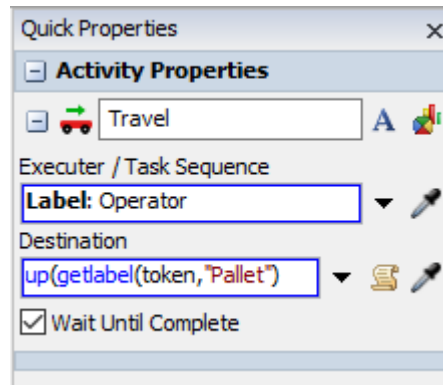 Quick Properties
Activity Properties
Travel
A
Executer / Task Sequence
Label: Operator
Destination
up(getlabel(token,"Pallet")
Wait Until Complete